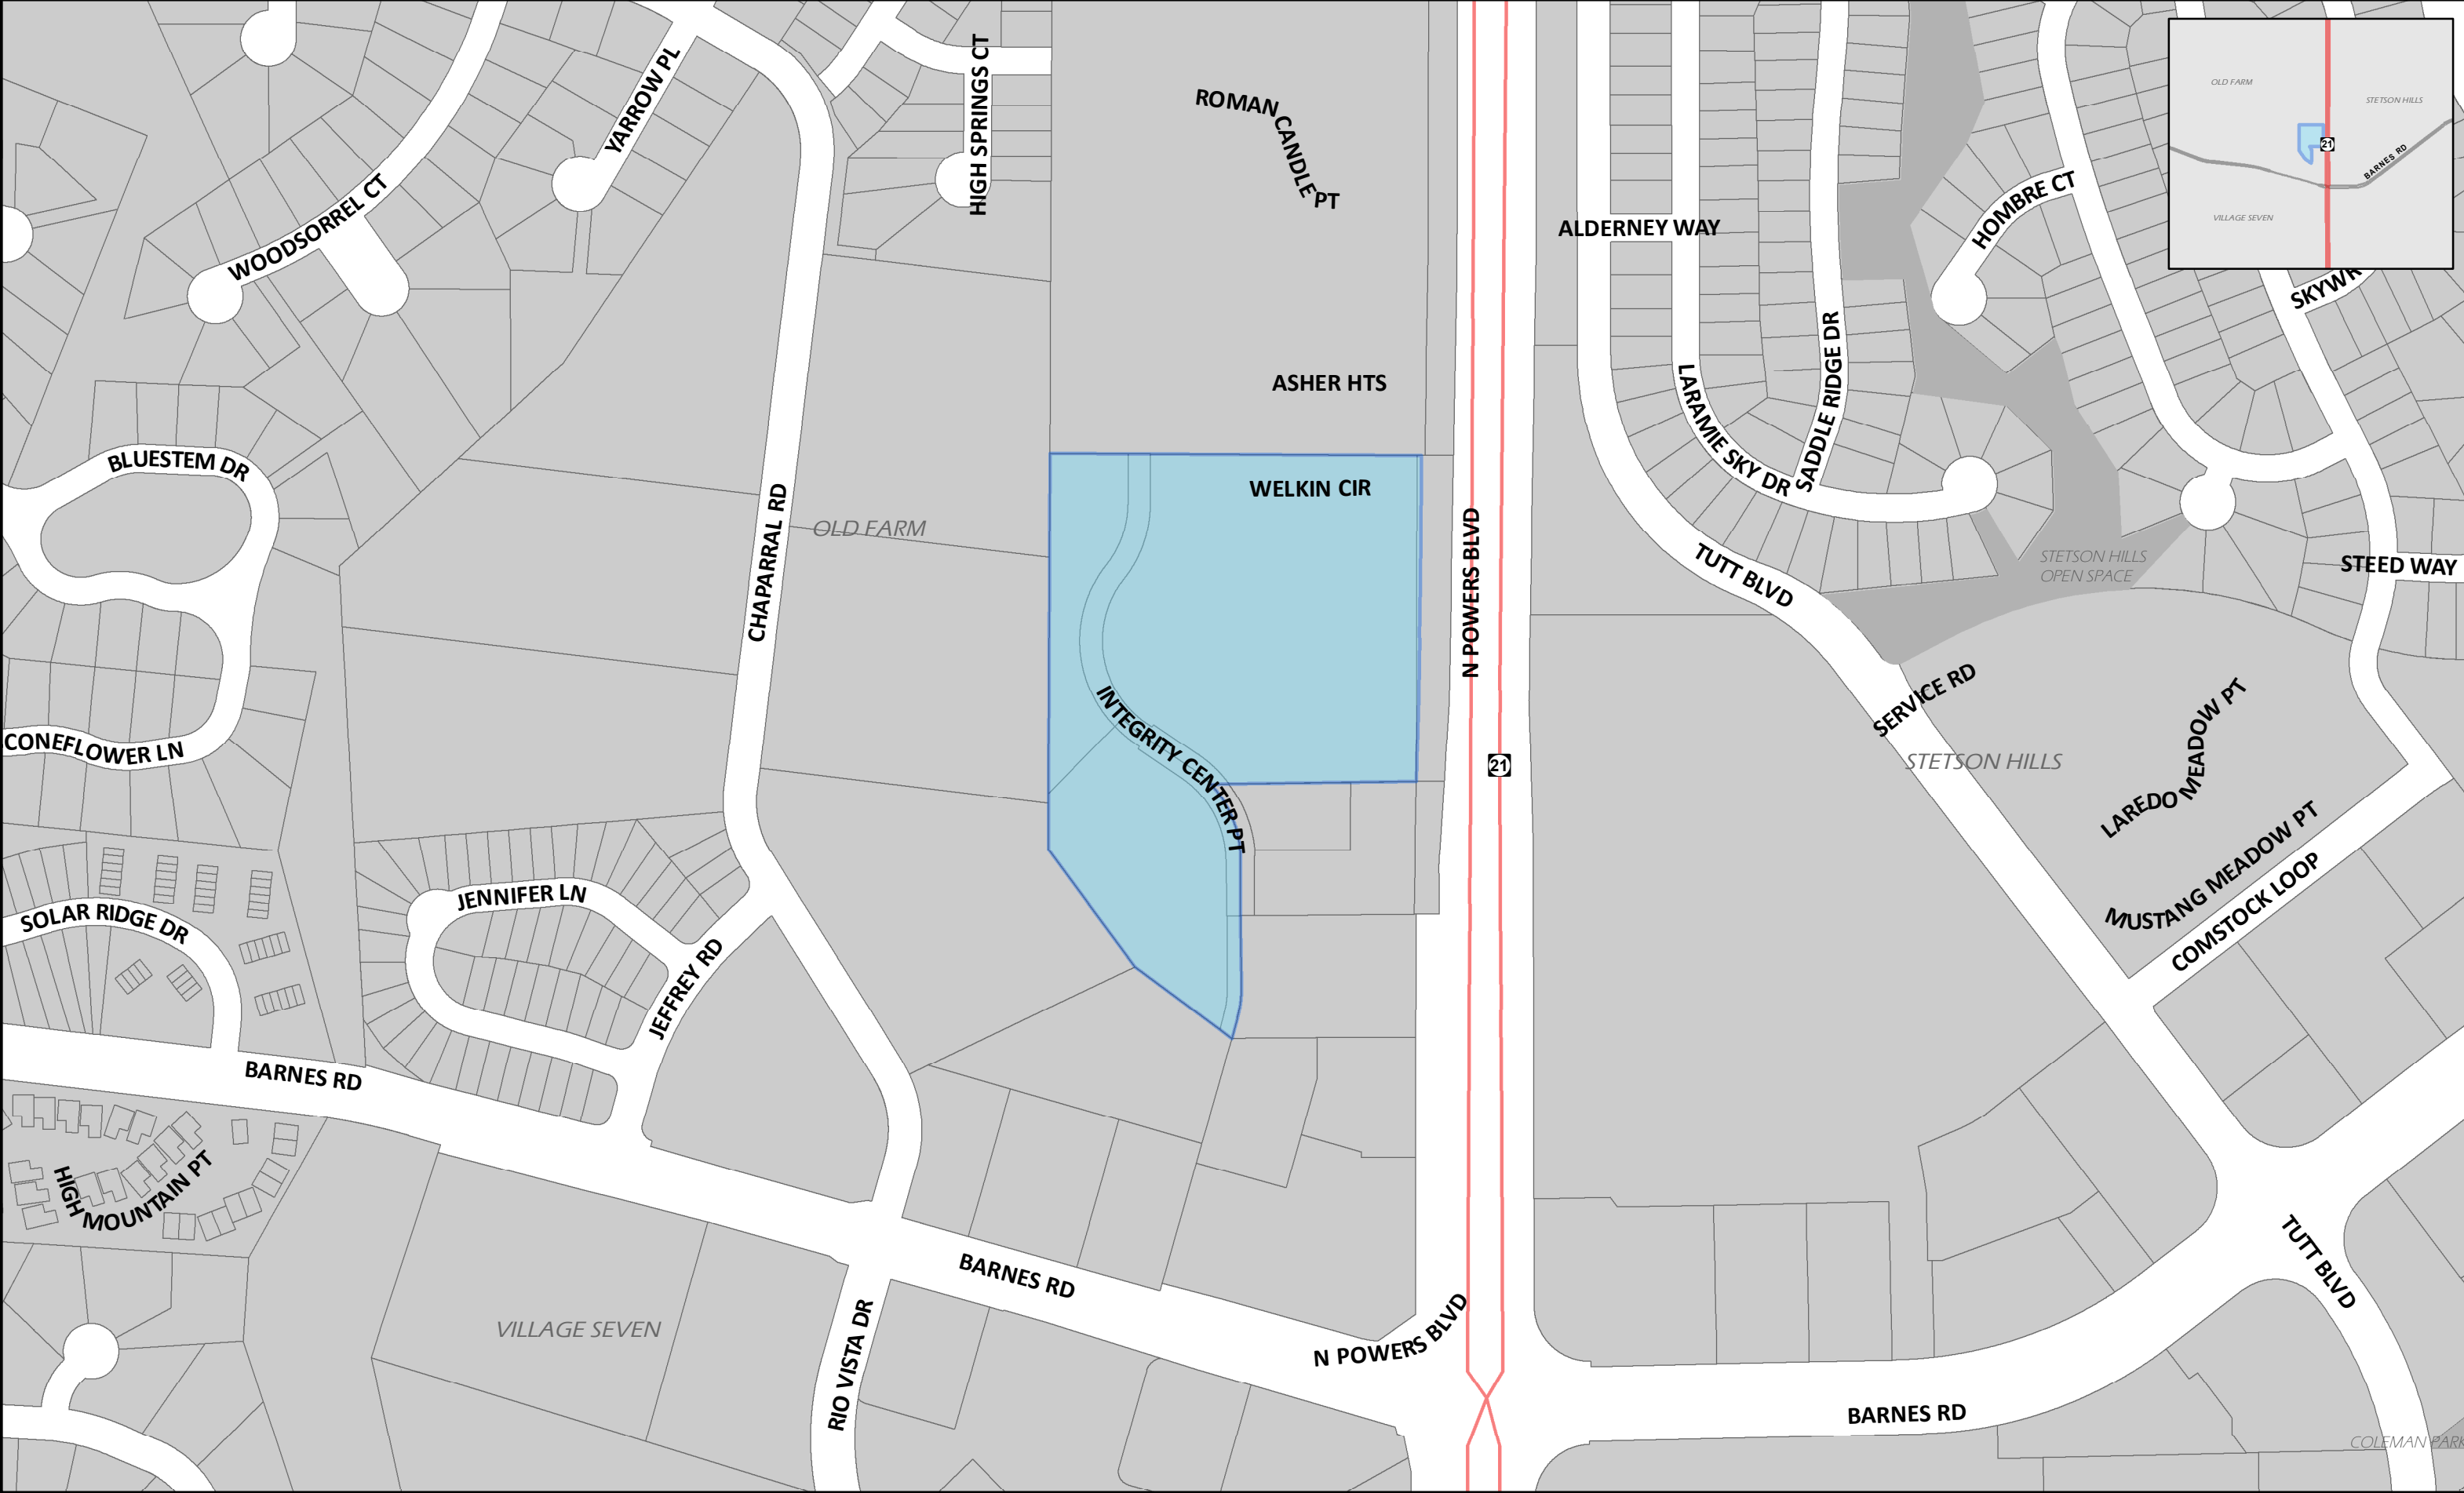 YARROW PL
HIGH SPRINGS CT
ROMAN CANDLE PT
WOODSORREL CT
ALDERNEY WAY
HOMBRE CT
OLD FARM
STETSON HILLS
21
BARNES RD
VILLAGE SEVEN
ASHER HTS
LARAMIE SKY DR
SADDLE RIDGE DR
BLUESTEM DR
WELKIN CIR
CHAPARRAL RD
OLD FARM
N POWERS BLVD
TUTT BLVD
STETSON HILLS
OPEN SPACE
STEED WAY
CONEFLOWER LN
INTEGRITY CENTER PT
SERVICE RD
STETSON HILLS
21
LAREDO MEADOW PT
MUSTANG MEADOW PT
COMSTOCK LOOP
JENNIFER LN
SOLAR RIDGE DR
JEFFREY RD
BARNES RD
HIGH MOUNTAIN PT
BARNES RD
TUTT BLVD
VILLAGE SEVEN
RIO VISTA DR
N POWERS BLVD
BARNES RD
COLEMAN PARK